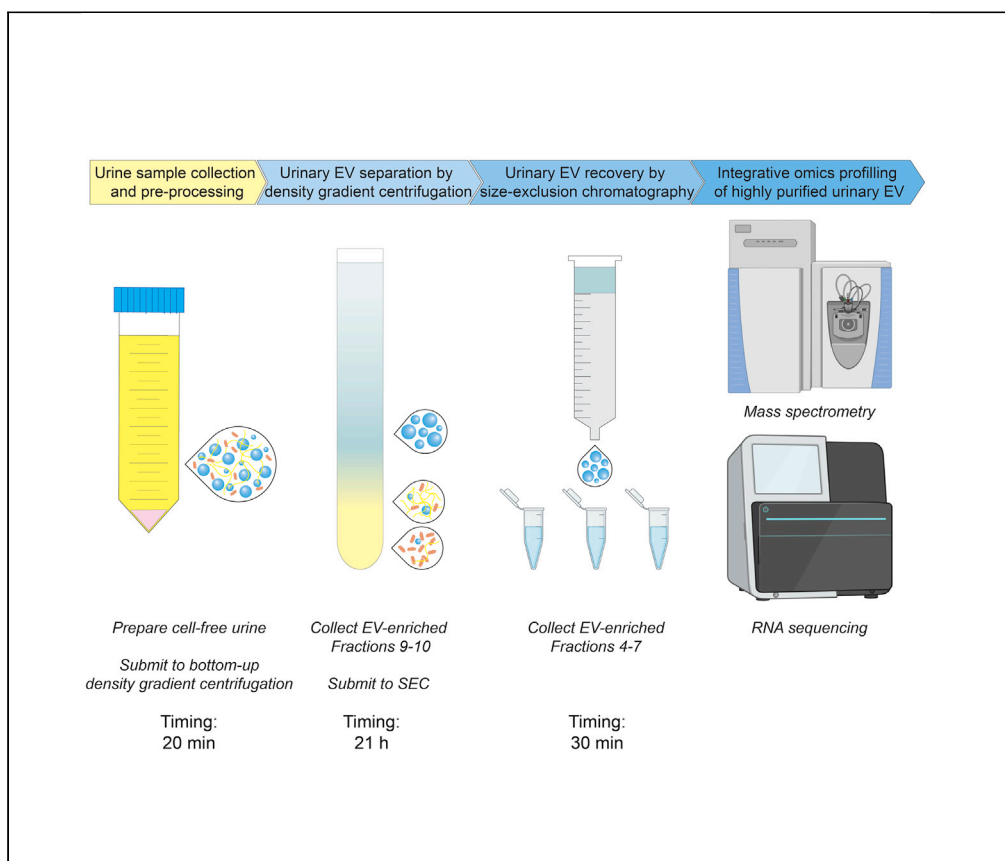 Urine sample collection
and pre-processing
Urinary EV separation by
density gradient centrifugation
Urinary EV recovery by
size-exclusion chromatography
Integrative omics profilling
of highly purified urinary EV
Mass spectrometry
RNA sequencing
Prepare cell-free urine
Submit to bottom-up
density gradient centrifugation
Timing:
20 min
Collect EV-enriched
Fractions 9-10
Submit to SEC
Timing:
21 h
Collect EV-enriched
Fractions 4-7
Timing:
30 min